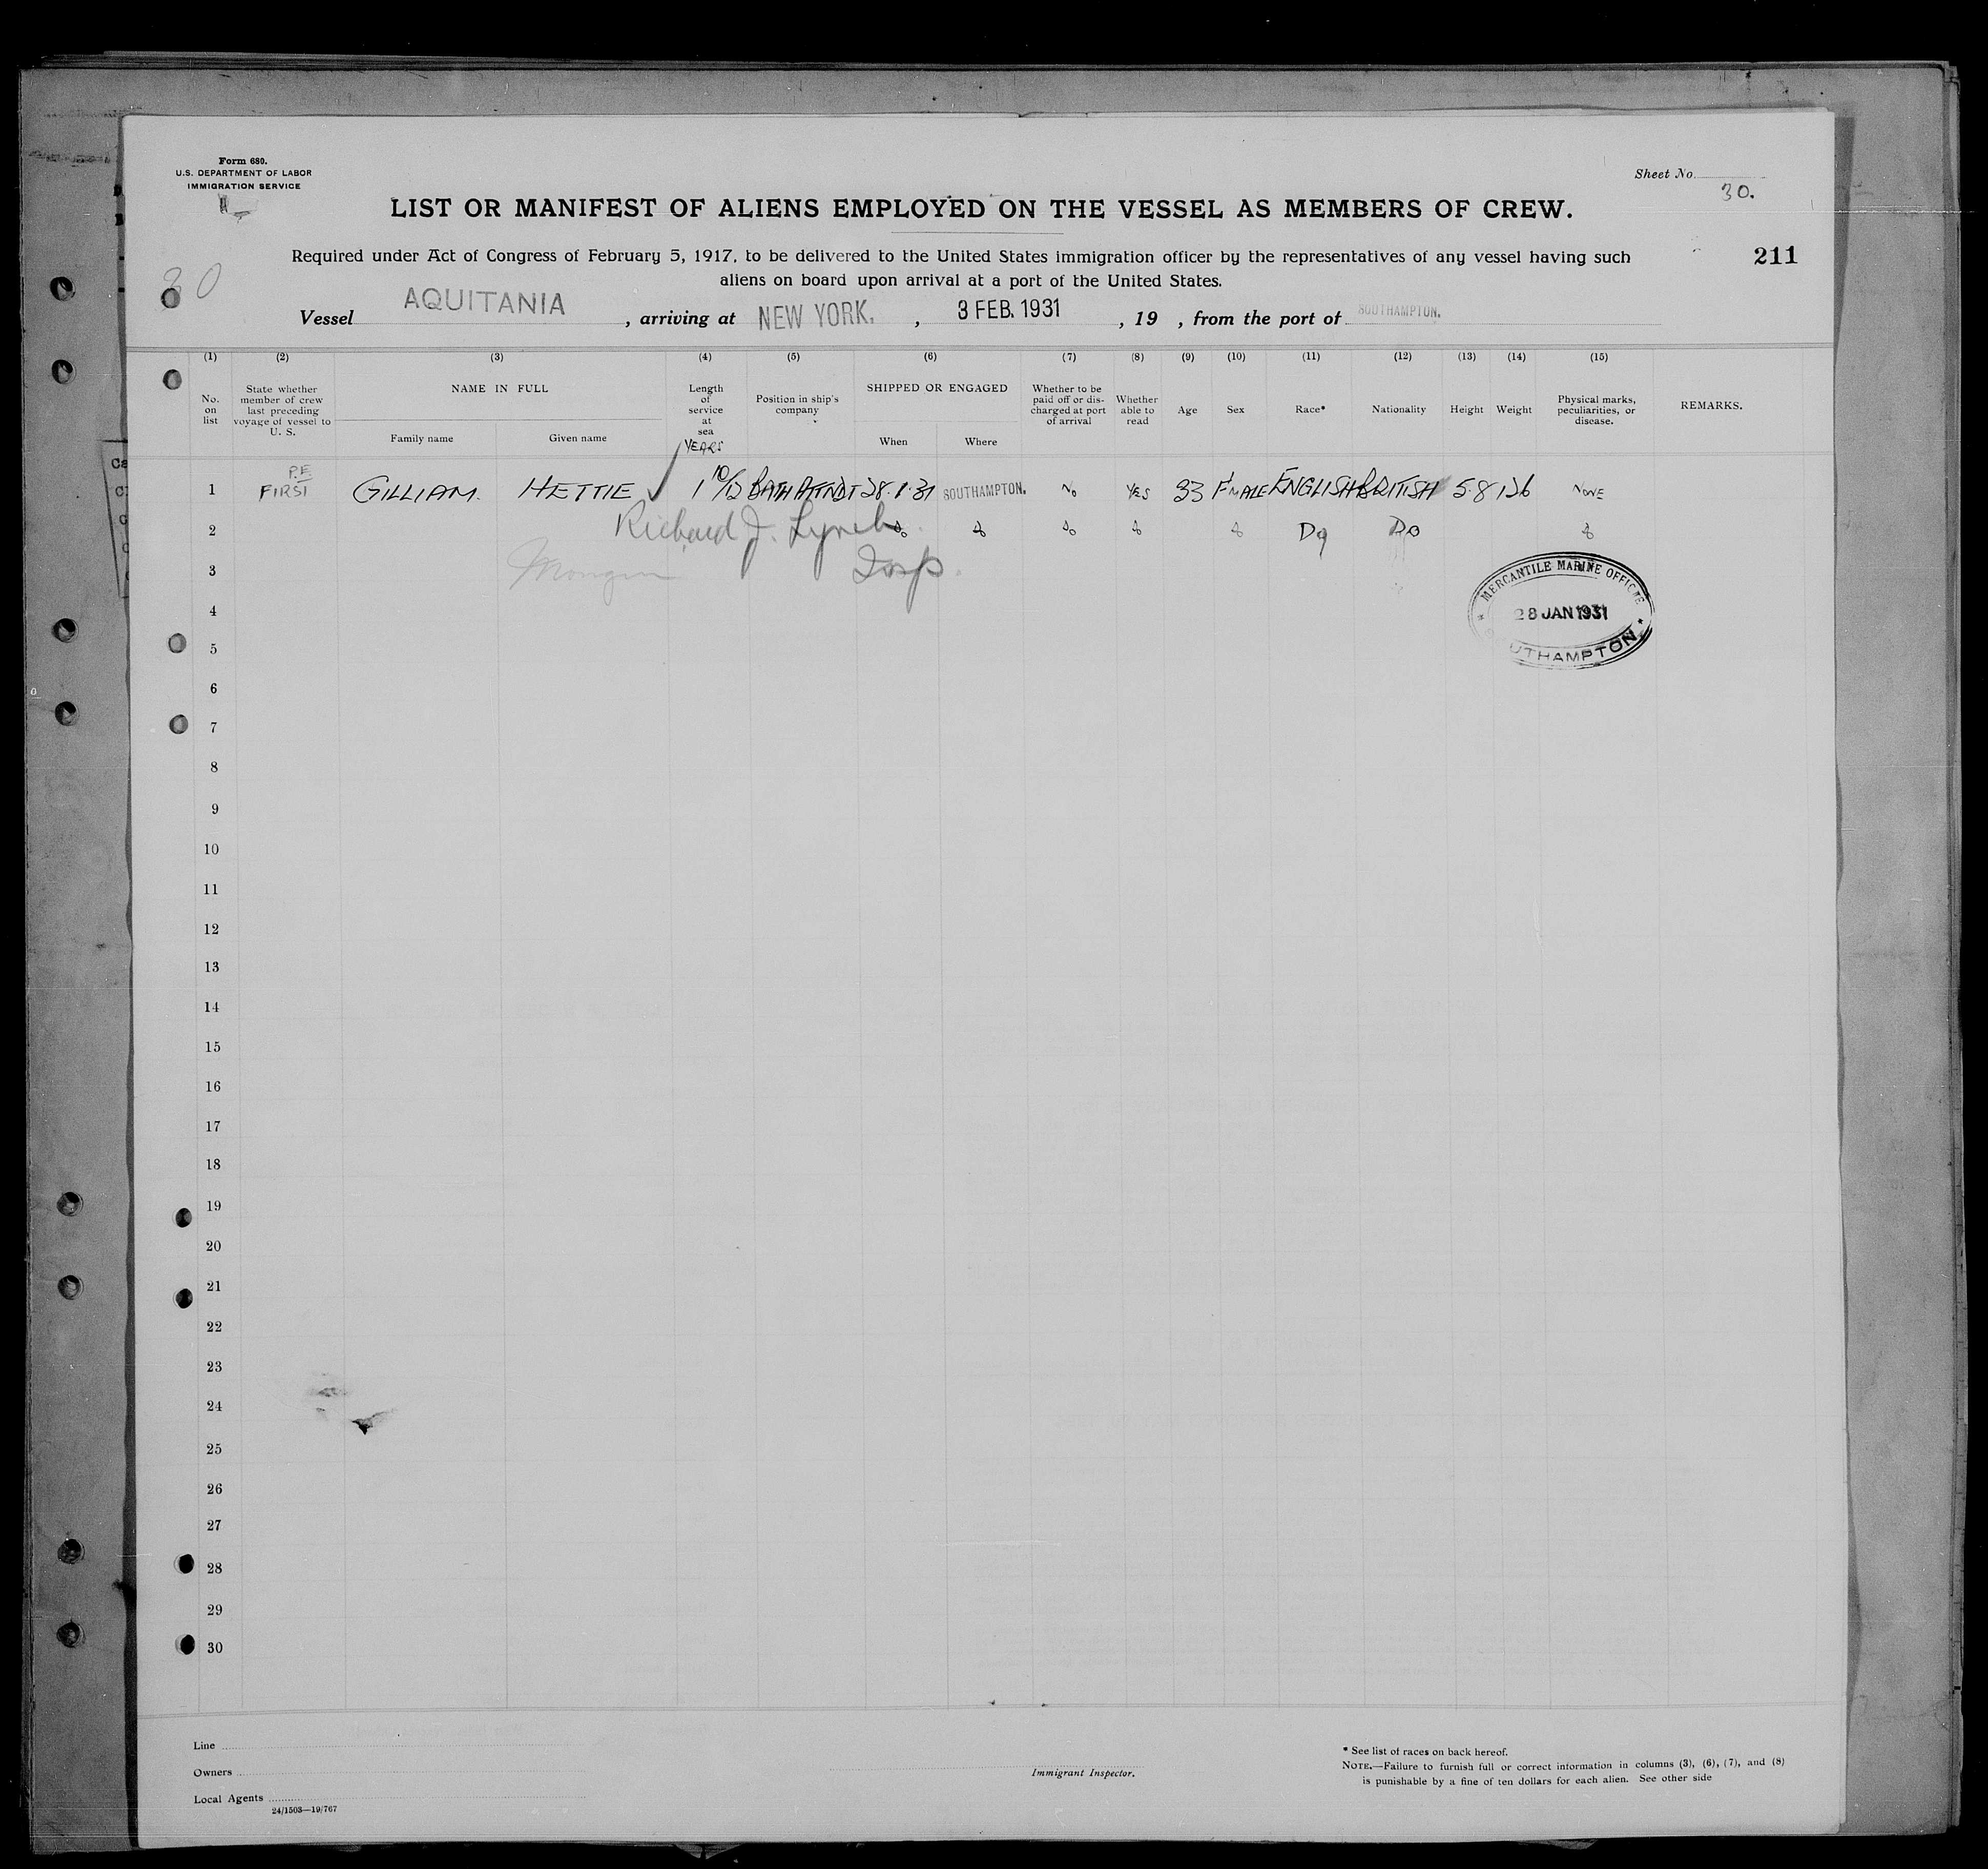 Form 680.
U.S. DEPARTMENT OF LABOR
IMMIGRATION SERVICE
Sheet No.
30.
LIST OR MANIFEST OF ALIENS EMPLOYED ON THE VESSEL AS MEMBERS OF CREW.
Required under Act of Congress of February 5, 1917, to be delivered to the United States immigration officer by the representatives of any vessel having such
aliens on board upon arrival at a port of the United States.
211
30
Vessel AQUITANIA, arriving at NEW YORK., 3 FEB. 1931, 19 , from the port of SOUTHAMPTON.
(1) (2) (3) (4) (5) (6) (7) (8) (9) (10) (11) (12) (13) (14) (15)
No. on list
State whether member of crew last preceding voyage of vessel to U. S.
NAME IN FULL
Family name
Given name
Length of service at sea
YEARS
Position in ship's company
SHIPPED OR ENGAGED
When
Where
Whether to be paid off or discharged at port of arrival
Whether able to read
Age
Sex
Race*
Nationality
Height
Weight
Physical marks, peculiarities, or disease.
REMARKS.
P.E
1 FIRST GILLIAM. HETTIE ✓ 1 10/12 BATH ATTNDT 28.1.31 SOUTHAMPTON. No YES 33 FMALE ENGLISH BRITISH 5.8 126 NONE
2 Richard J. Lynch Do Do
3 Insp.
4
MERCANTILE MARINE OFFICE
28 JAN 1931
SOUTHAMPTON
5
6
7
8
9
10
11
12
13
14
15
16
17
18
19
20
21
22
23
24
25
26
27
28
29
30
Line
Owners
Local Agents
24/1503—19/767
Immigrant Inspector.
* See list of races on back hereof.
NOTE.—Failure to furnish full or correct information in columns (3), (6), (7), and (8)
is punishable by a fine of ten dollars for each alien. See other side